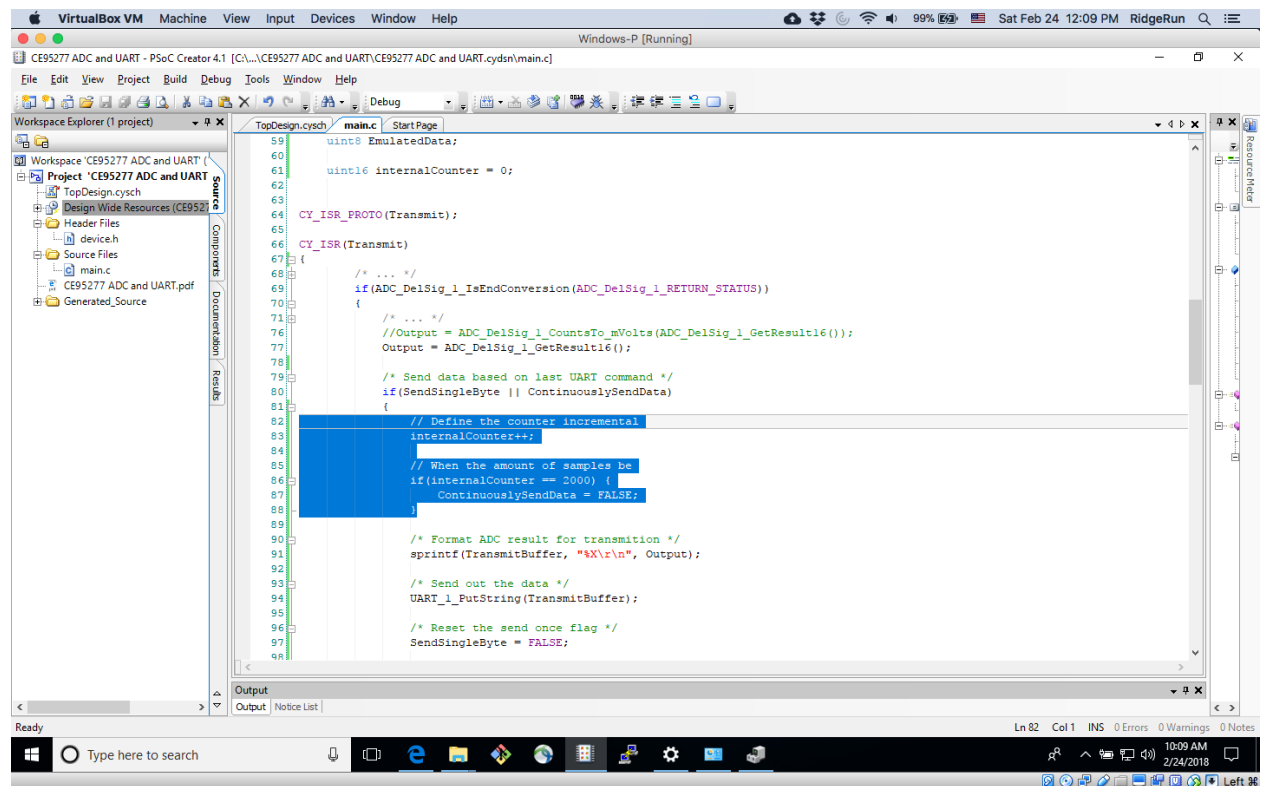 VirtualBox VM Machine View Input Devices Window Help 99% Sat Feb 24 12:09 PM RidgeRun
Windows-P [Running]
CE95277 ADC and UART - PSoC Creator 4.1 [C:\...\CE95277 ADC and UART\CE95277 ADC and UART.cydsn\main.c]
File Edit View Project Build Debug Tools Window Help
Debug
Workspace Explorer (1 project)
TopDesign.cysch main.c Start Page
Workspace 'CE95277 ADC and UART' (
Project 'CE95277 ADC and UART
TopDesign.cysch
Design Wide Resources (CE9527
Header Files
device.h
Source Files
main.c
CE95277 ADC and UART.pdf
Generated_Source
Source
Components
Documentation
Results
59 uint8 EmulatedData;
60
61 uint16 internalCounter = 0;
62
63
64 CY_ISR_PROTO(Transmit);
65
66 CY_ISR(Transmit)
67 {
68 /* ... */
69 if(ADC_DelSig_1_IsEndConversion(ADC_DelSig_1_RETURN_STATUS))
70 {
71 /* ... */
76 //Output = ADC_DelSig_1_CountsTo_mVolts(ADC_DelSig_1_GetResult16());
77 Output = ADC_DelSig_1_GetResult16();
78
79 /* Send data based on last UART command */
80 if(SendSingleByte || ContinuouslySendData)
81 {
82 // Define the counter incremental
83 internalCounter++;
84
85 // When the amount of samples be
86 if(internalCounter == 2000) {
87 ContinuouslySendData = FALSE;
88 }
89
90 /* Format ADC result for transmition */
91 sprintf(TransmitBuffer, "%X\r\n", Output);
92
93 /* Send out the data */
94 UART_1_PutString(TransmitBuffer);
95
96 /* Reset the send once flag */
97 SendSingleByte = FALSE;
98
Resource Meter
Output
Output Notice List
Ready Ln 82 Col 1 INS 0 Errors 0 Warnings 0 Notes
Type here to search
10:09 AM
2/24/2018
Left ⌘